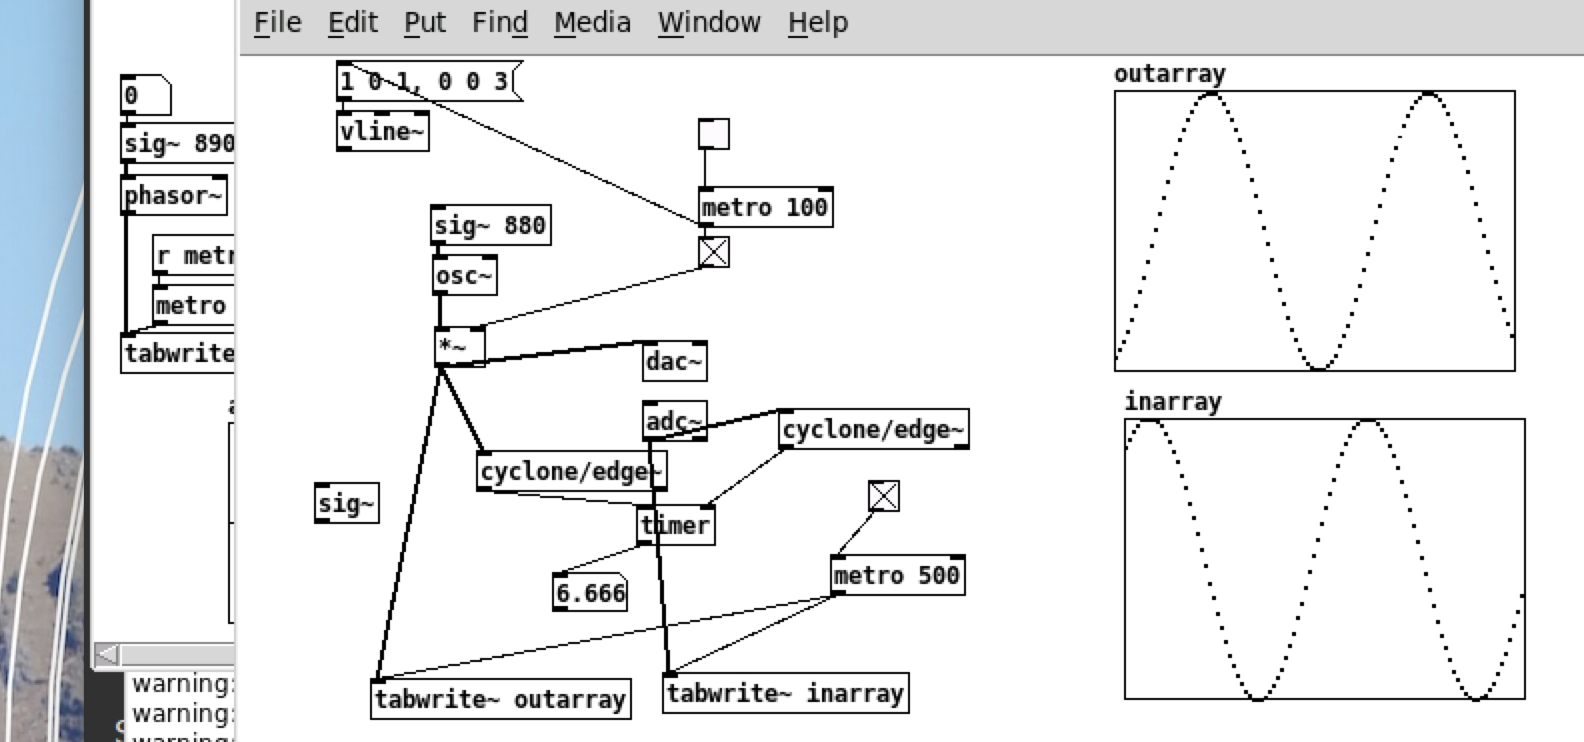 File Edit Put Find Media Window Help
0
sig~ 890
phasor~
r metr
metro
tabwrite
warning:
warning:
warning:
1 0 1, 0 0 3
vline~
metro 100
sig~ 880
osc~
*~
dac~
adc~
cyclone/edge~
cyclone/edge~
sig~
timer
6.666
metro 500
tabwrite~ outarray
tabwrite~ inarray
outarray
inarray